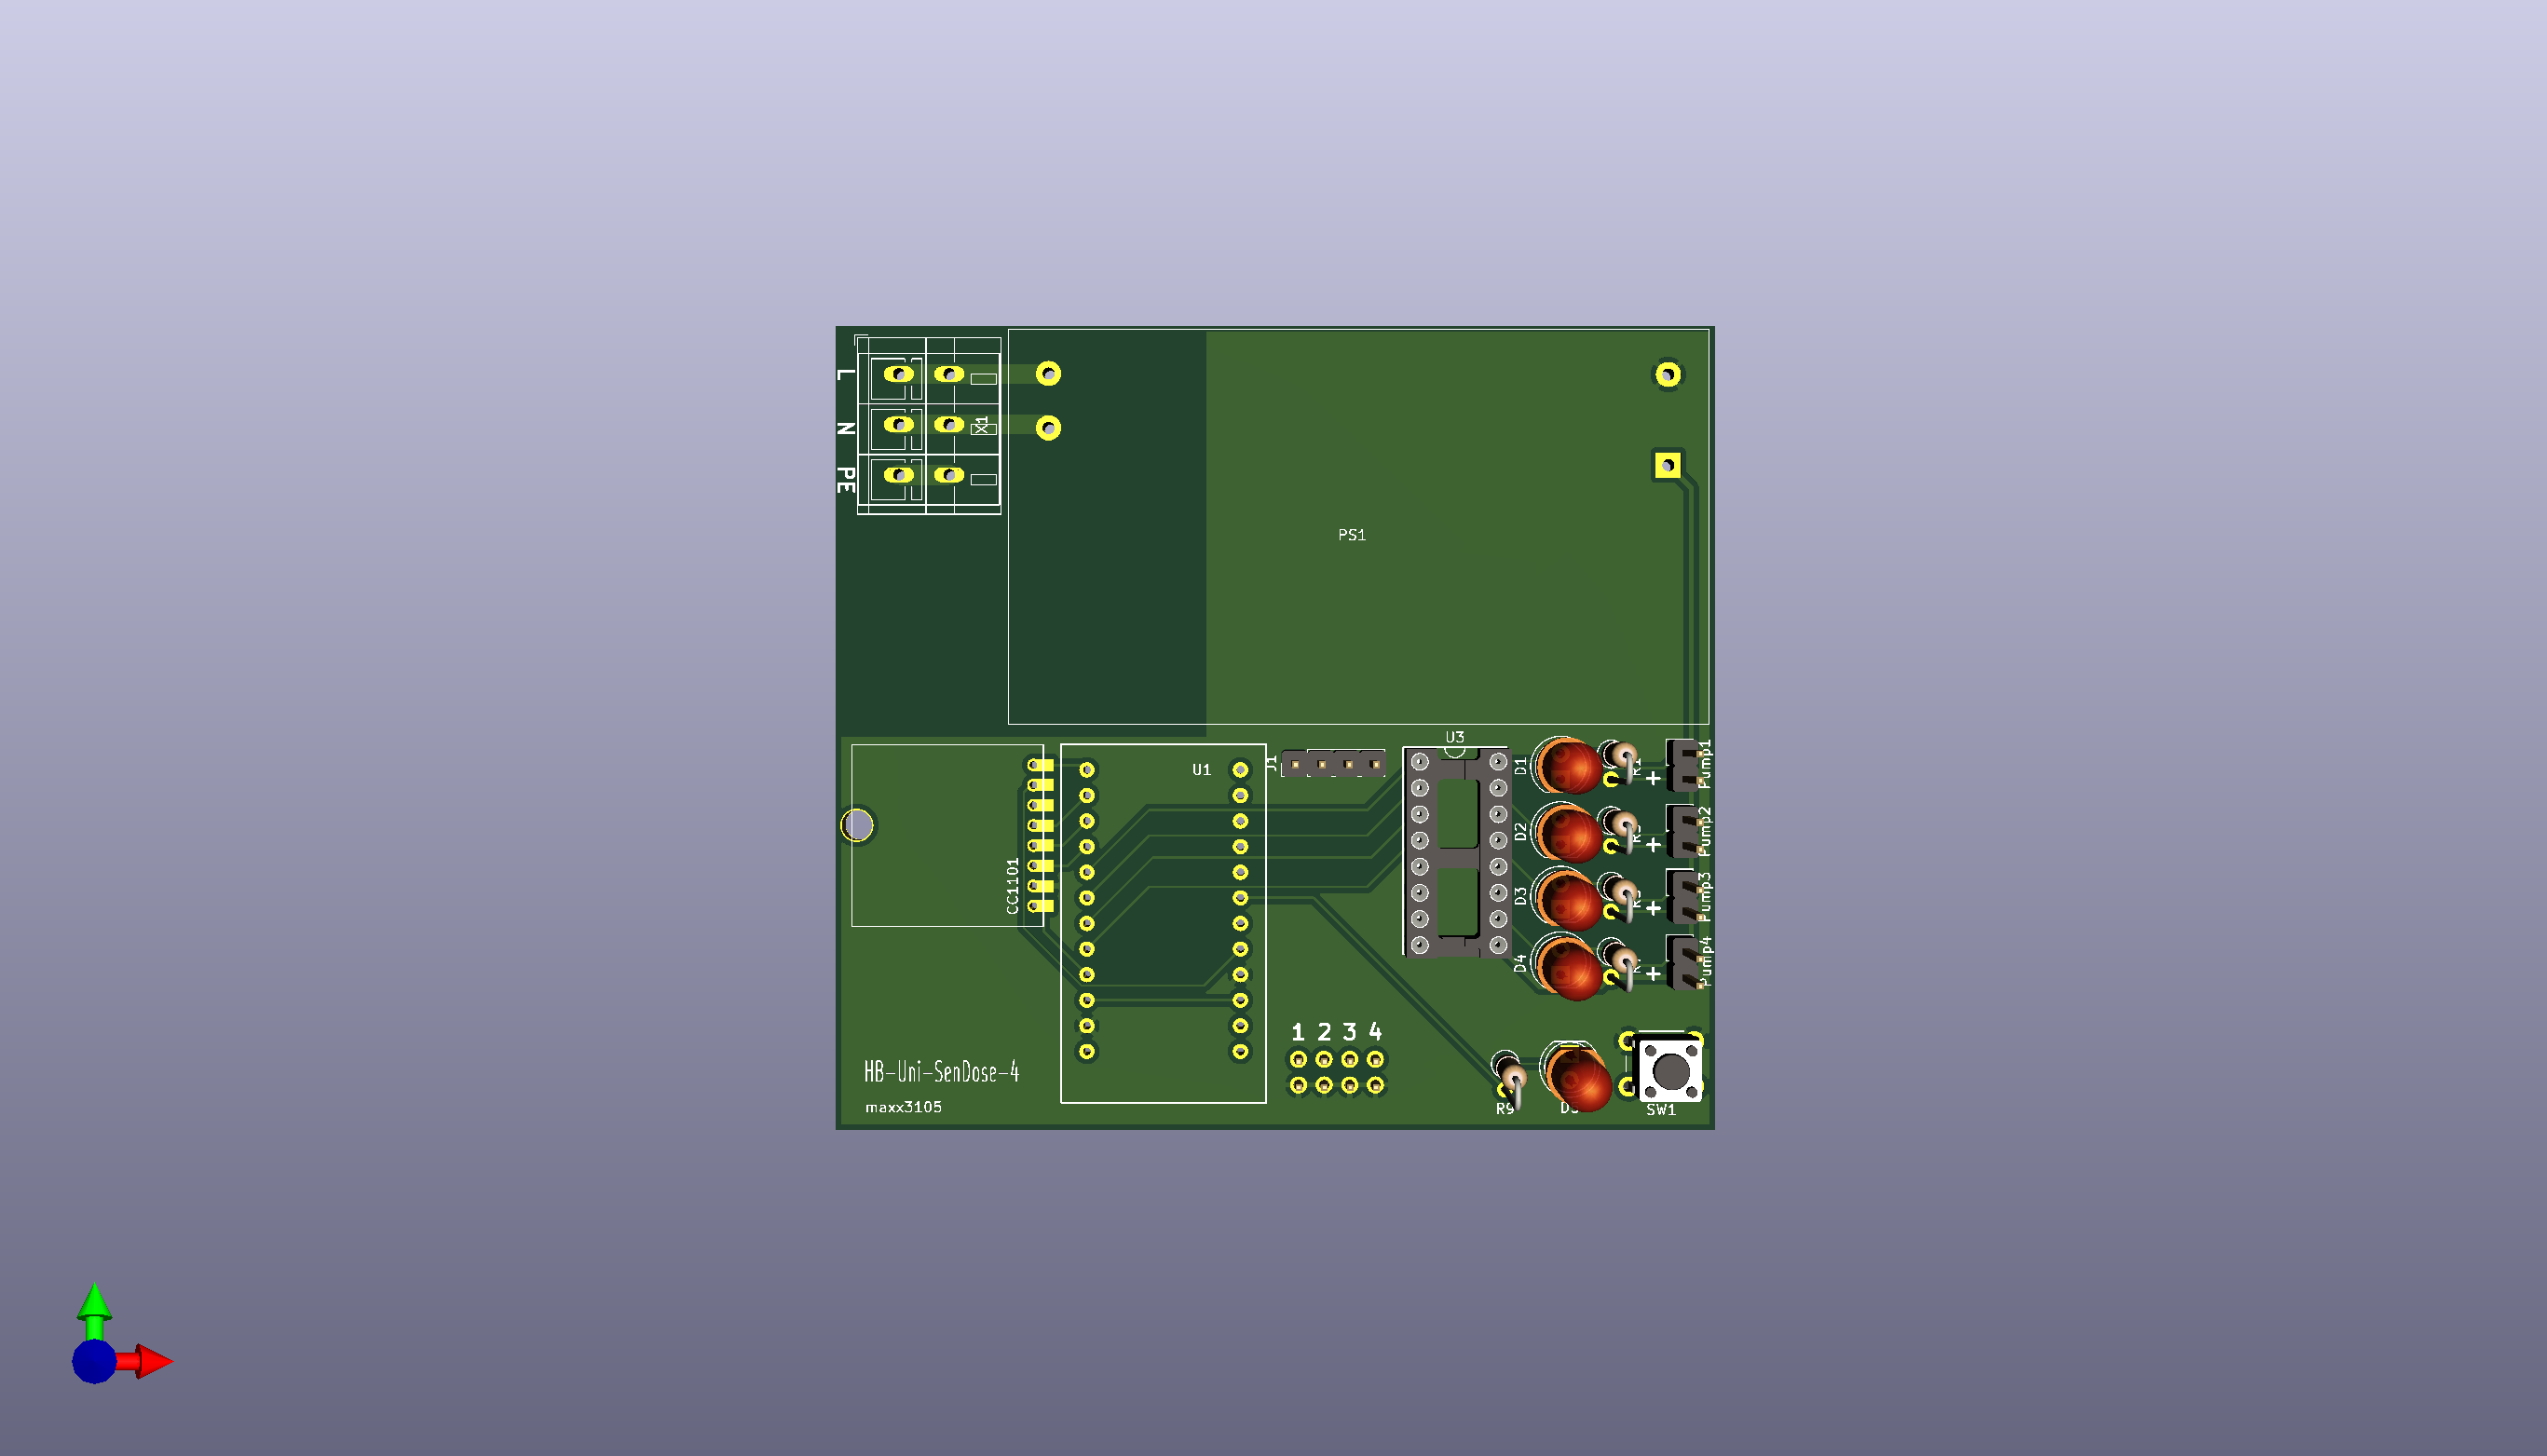 L
N
PE
X1
PS1
U3
U1
J1
CC1101
D1
+
Pump1
D2
+
Pump2
D3
+
Pump3
D4
+
Pump4
1 2 3 4
HB-Uni-SenDose-4
maxx3105
R9
SW1